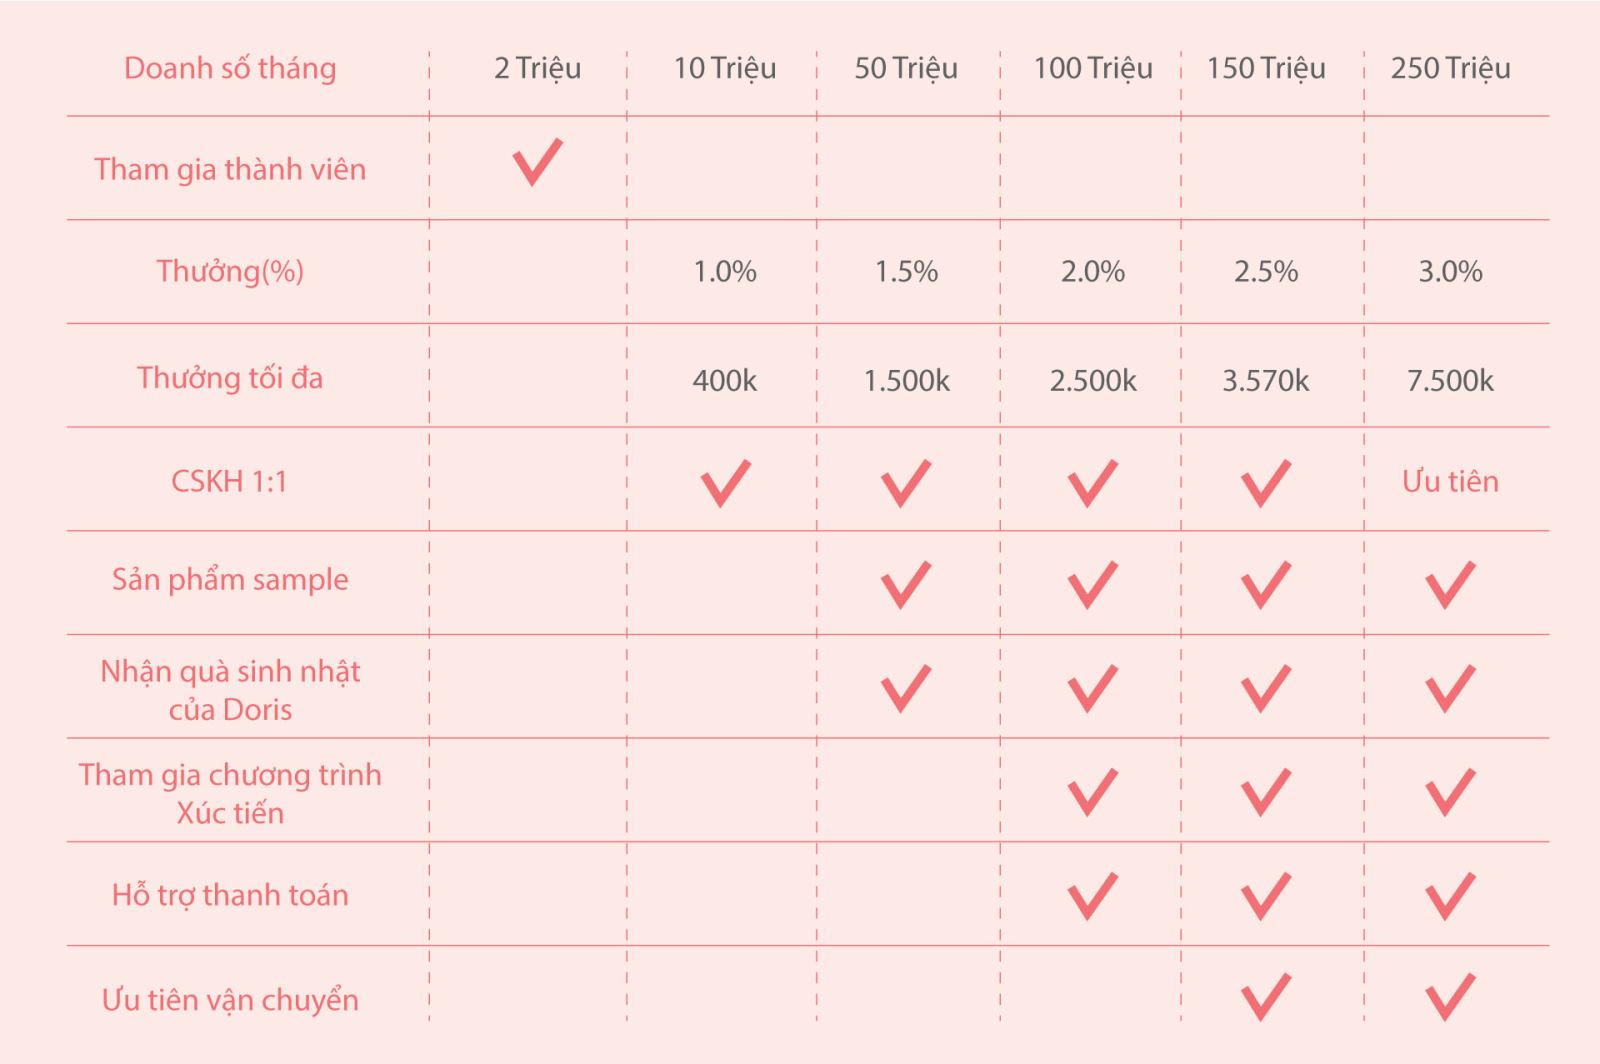 Doanh số tháng 2 Triệu 10 Triệu 50 Triệu 100 Triệu 150 Triệu 250 Triệu
Tham gia thành viên
Thưởng(%) 1.0% 1.5% 2.0% 2.5% 3.0%
Thưởng tối đa 400k 1.500k 2.500k 3.570k 7.500k
CSKH 1:1 Ưu tiên
Sản phẩm sample
Nhận quà sinh nhật
của Doris
Tham gia chương trình
Xúc tiến
Hỗ trợ thanh toán
Ưu tiên vận chuyển